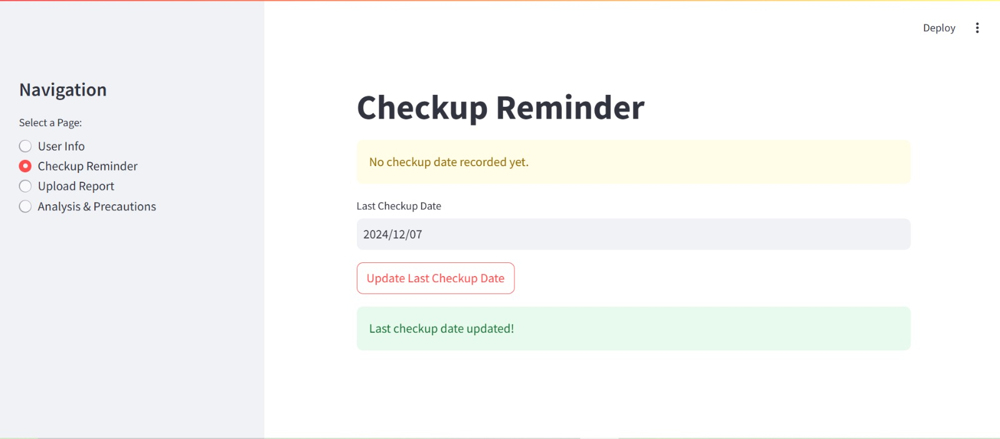 Deploy
Navigation
Select a Page:
User Info
Checkup Reminder
Upload Report
Analysis & Precautions
Checkup Reminder
No checkup date recorded yet.
Last Checkup Date
2024/12/07
Update Last Checkup Date
Last checkup date updated!